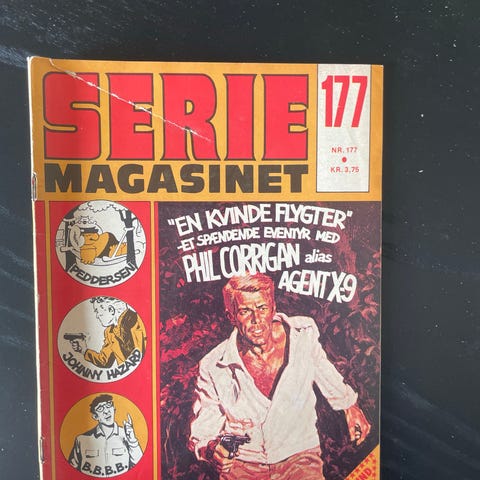 SERIE
MAGASINET
177
NR. 177
KR. 3,75
"EN KVINDE FLYGTER"
-ET SPÆNDENDE EVENTYR MED
PHIL CORRIGAN alias
AGENT X-9
PEDDERSEN
JOHNNY HAZARD
B.B.B.B.